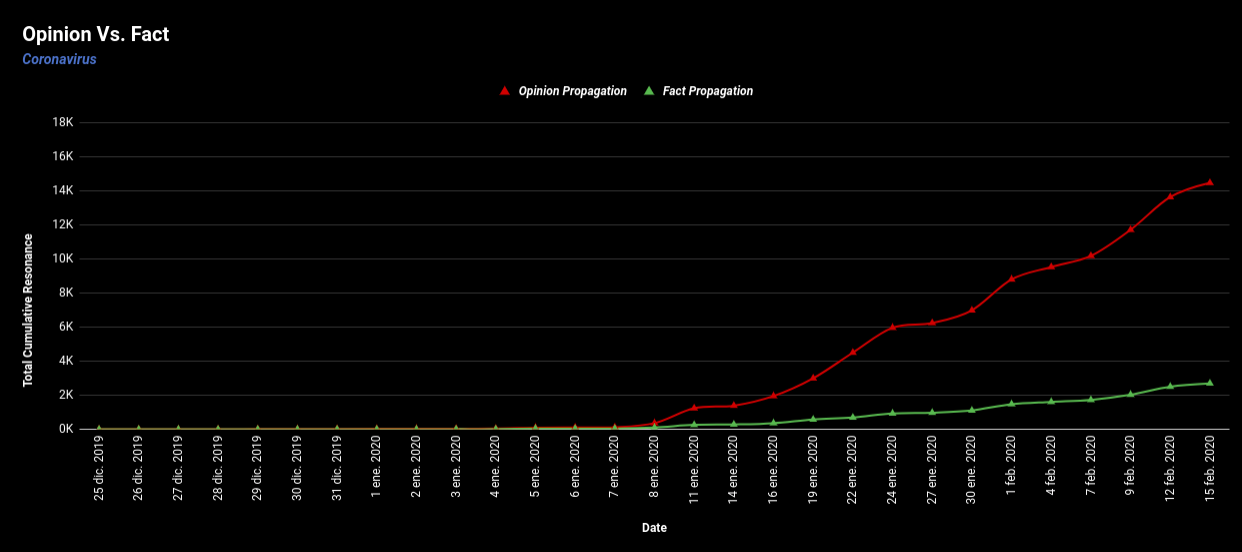 Opinion Vs. Fact
Coronavirus
Opinion Propagation
Fact Propagation
18K
16K
14K
12K
10K
8K
6K
4K
2K
0K
Total Cumulative Resonance
25 dic. 2019
26 dic. 2019
27 dic. 2019
28 dic. 2019
29 dic. 2019
30 dic. 2019
31 dic. 2019
1 ene. 2020
2 ene. 2020
3 ene. 2020
4 ene. 2020
5 ene. 2020
6 ene. 2020
7 ene. 2020
8 ene. 2020
11 ene. 2020
14 ene. 2020
16 ene. 2020
19 ene. 2020
22 ene. 2020
24 ene. 2020
27 ene. 2020
30 ene. 2020
1 feb. 2020
4 feb. 2020
7 feb. 2020
9 feb. 2020
12 feb. 2020
15 feb. 2020
Date